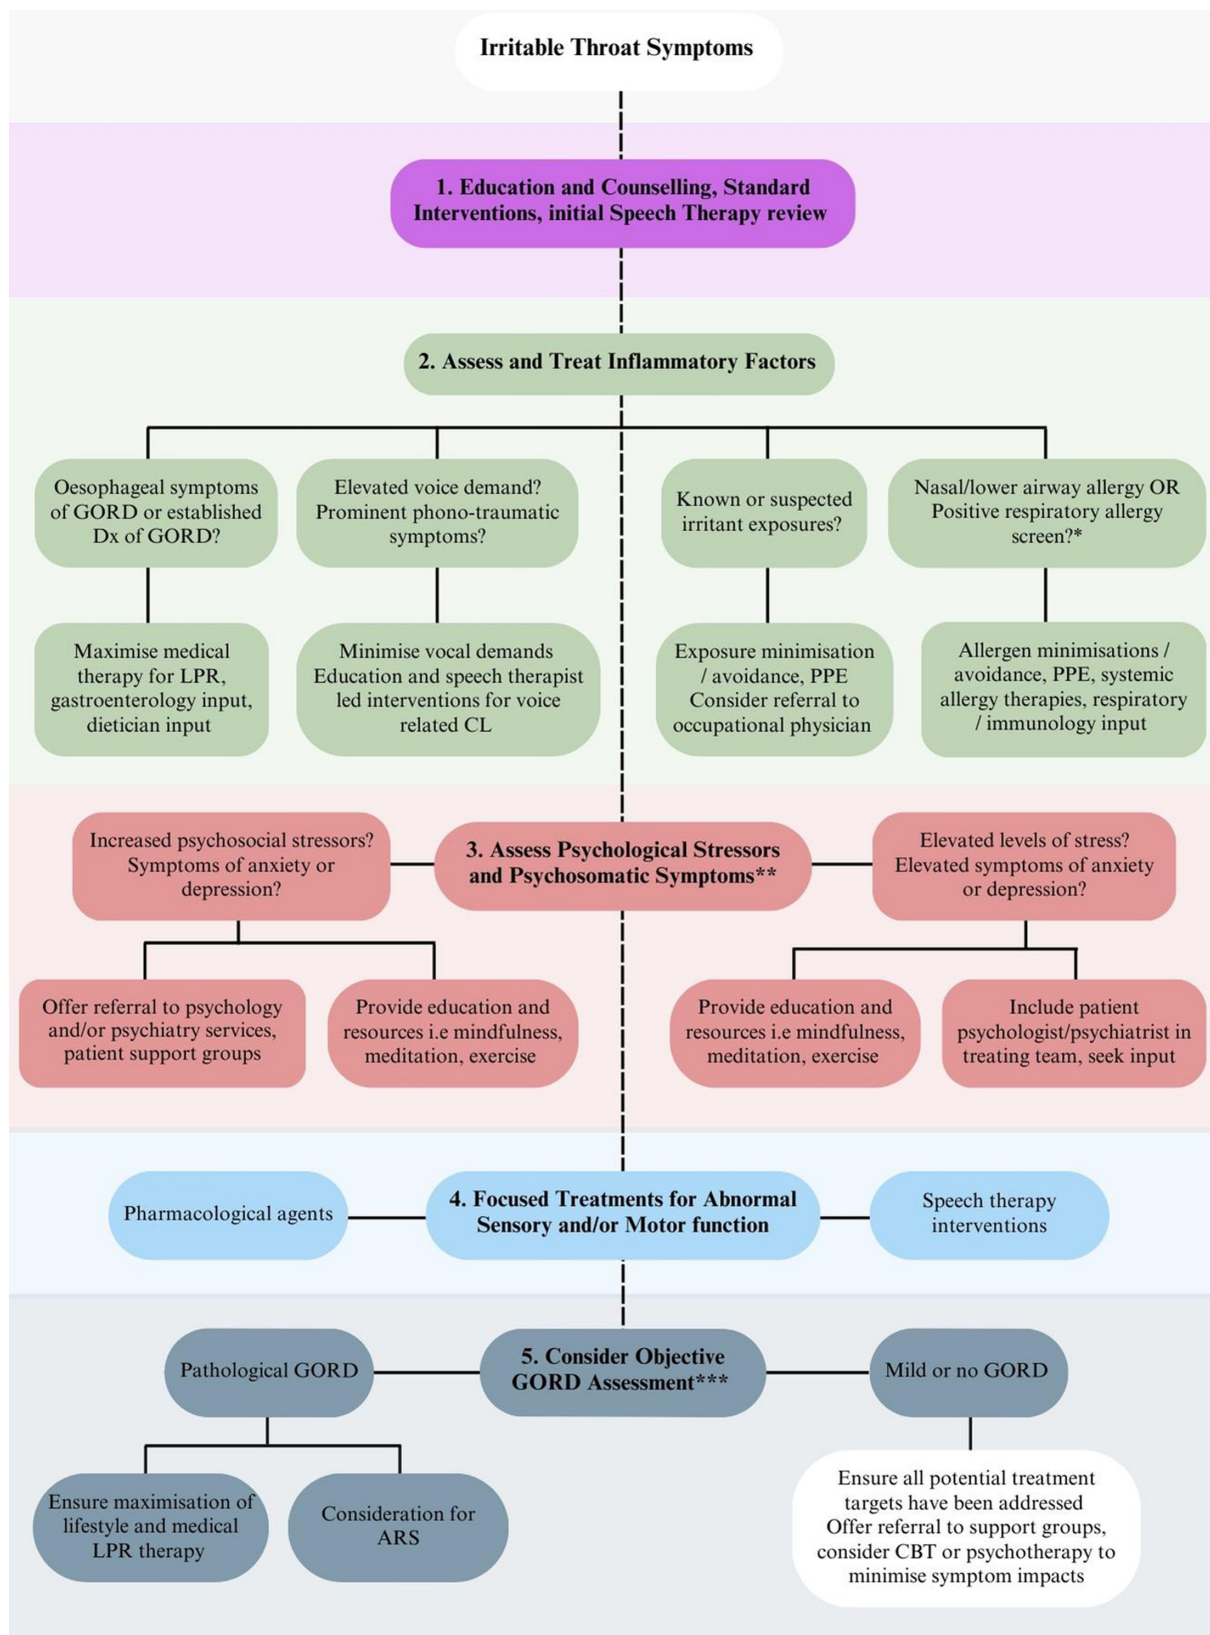 Irritable Throat Symptoms
1. Education and Counselling, Standard
Interventions, initial Speech Therapy review
2. Assess and Treat Inflammatory Factors
Oesophageal symptoms
of GORD or established
Dx of GORD?
Elevated voice demand?
Prominent phono-traumatic
symptoms?
Known or suspected
irritant exposures?
Nasal/lower airway allergy OR
Positive respiratory allergy
screen?*
Maximise medical
therapy for LPR,
gastroenterology input,
dietician input
Minimise vocal demands
Education and speech therapist
led interventions for voice
related CL
Exposure minimisation
/ avoidance, PPE
Consider referral to
occupational physician
Allergen minimisations /
avoidance, PPE, systemic
allergy therapies, respiratory
/ immunology input
Increased psychosocial stressors?
Symptoms of anxiety or
depression?
3. Assess Psychological Stressors
and Psychosomatic Symptoms**
Elevated levels of stress?
Elevated symptoms of anxiety
or depression?
Offer referral to psychology
and/or psychiatry services,
patient support groups
Provide education and
resources i.e mindfulness,
meditation, exercise
Provide education and
resources i.e mindfulness,
meditation, exercise
Include patient
psychologist/psychiatrist in
treating team, seek input
Pharmacological agents
4. Focused Treatments for Abnormal
Sensory and/or Motor function
Speech therapy
interventions
Pathological GORD
5. Consider Objective
GORD Assessment***
Mild or no GORD
Ensure maximisation of
lifestyle and medical
LPR therapy
Consideration for
ARS
Ensure all potential treatment
targets have been addressed
Offer referral to support groups,
consider CBT or psychotherapy to
minimise symptom impacts